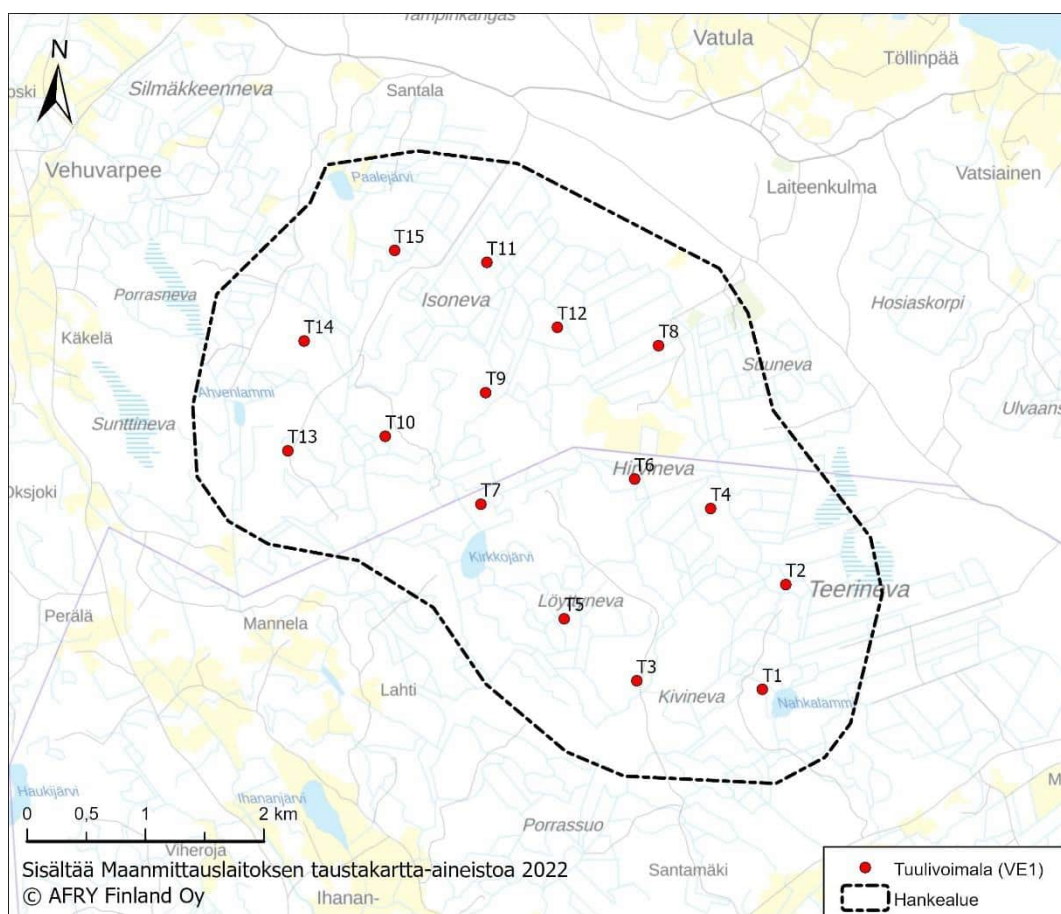 Tampinkangas
Vatula
Töllinpää
N
oski
Silmäkkeenneva
Santala
Vehuvarpee
Paalejärvi
Laiteenkulma
Vatsiainen
T15
T11
Porrasneva
Isoneva
Hosiaskorpi
T12
Käkelä
T14
T8
Suuneva
T9
Ahvenlammi
Ulvaans
Sunttineva
T10
T13
Hirvineva
T6
Oksjoki
T7
T4
Kirkkojärvi
T2
Teerineva
Löytöneva
T5
Perälä
Mannela
T3
T1
Lahti
Kivineva
Nahkalammi
Haukijärvi
Ihananjärvi
M
0 0,5 1 2 km
Porrassuo
Viheroja
Sisältää Maanmittauslaitoksen taustakartta-aineistoa 2022
Santamäki
© AFRY Finland Oy
Ihanan-
Tuulivoimala (VE1)
Hankealue